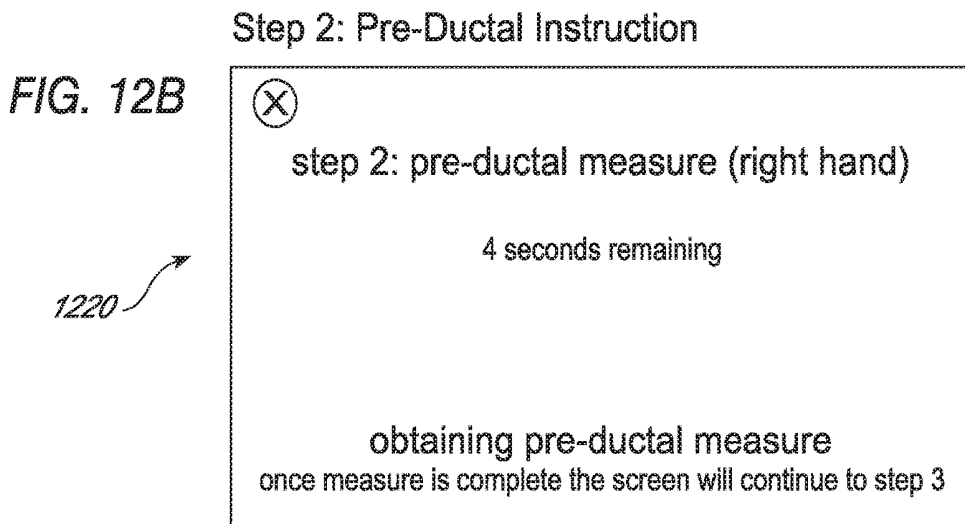 Step 2: Pre-Ductal Instruction
FIG. 12B
X
step 2: pre-ductal measure (right hand)
4 seconds remaining
1220
obtaining pre-ductal measure
once measure is complete the screen will continue to step 3